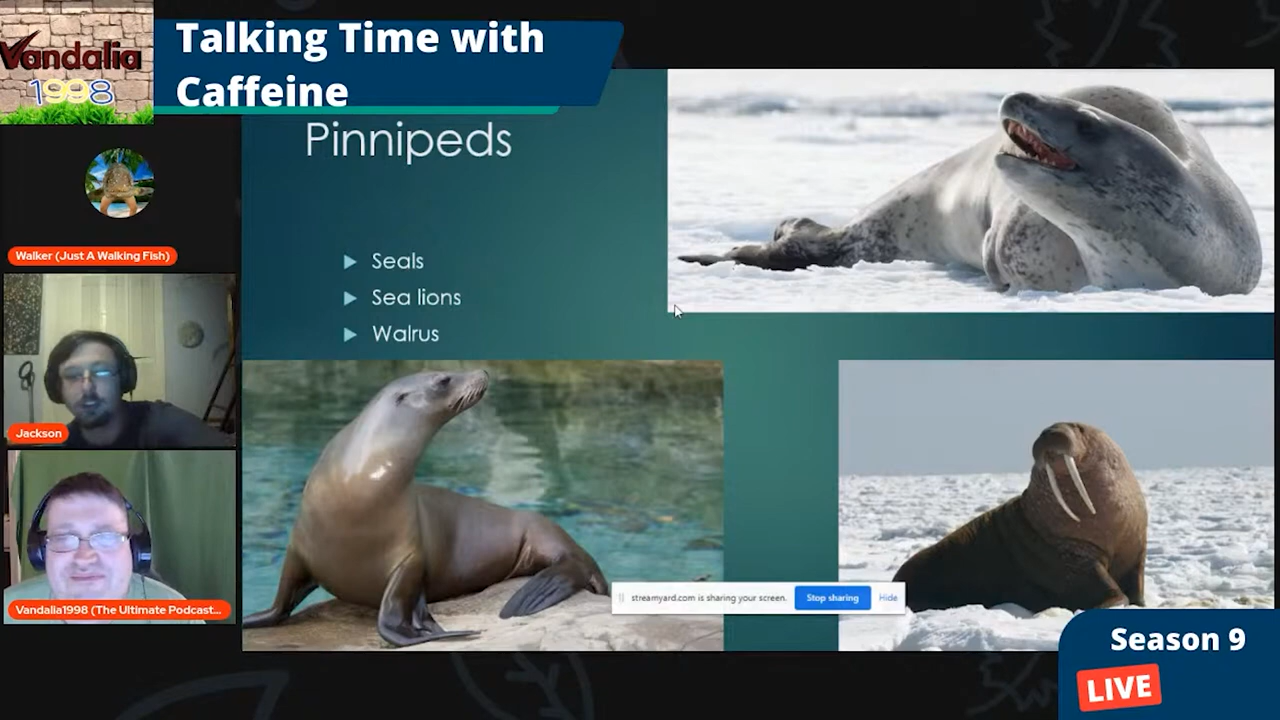 Vandalia
1998
Talking Time with
Caffeine
Pinnipeds
Seals
Sea lions
Walrus
Walker (Just A Walking Fish)
Jackson
Vandalia1998 (The Ultimate Podcast...
streamyard.com is sharing your screen.
Stop sharing
Hide
Season 9
LIVE